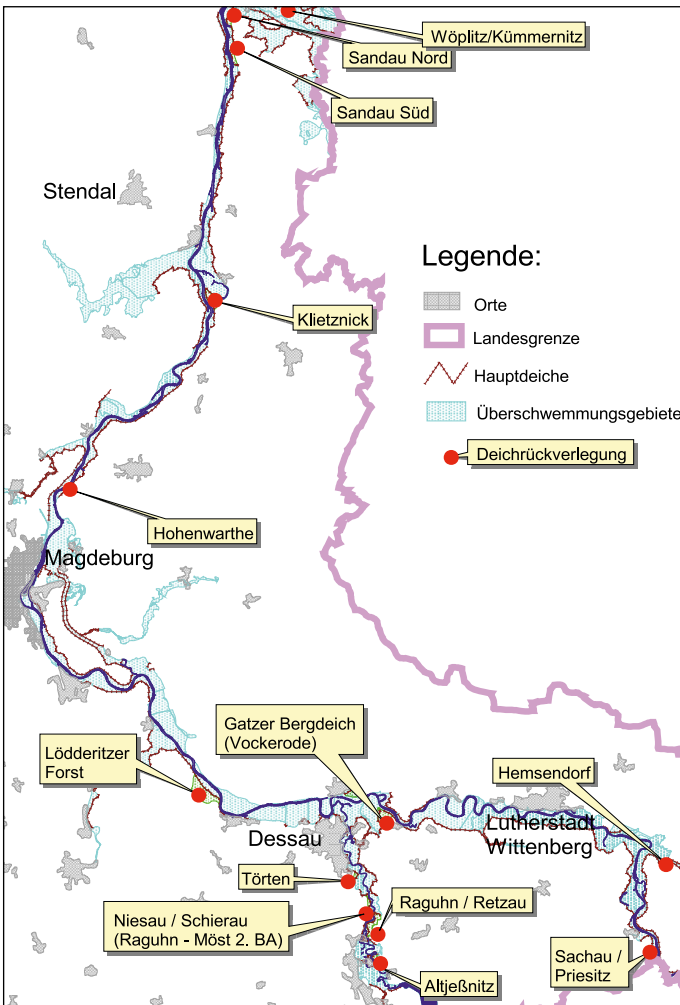 Wöplitz/Kümmernitz
Sandau Nord
Sandau Süd
Stendal
Legende:
Orte
Landesgrenze
Hauptdeiche
Überschwemmungsgebiete
Deichrückverlegung
Klietznick
Hohenwarthe
Magdeburg
Gatzer Bergdeich
(Vockerode)
Lödderitzer
Forst
Hemsendorf
Dessau
Lutherstadt
Wittenberg
Törten
Raguhn / Retzau
Niesau / Schierau
(Raguhn - Möst 2. BA)
Altjeßnitz
Sachau /
Priesitz